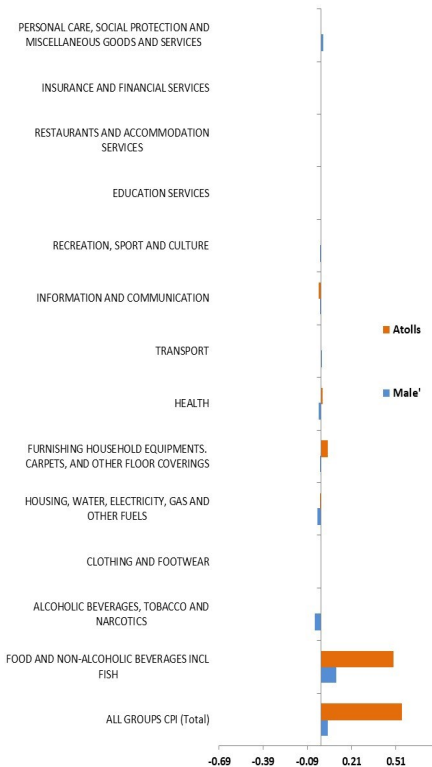 PERSONAL CARE, SOCIAL PROTECTION AND
MISCELLANEOUS GOODS AND SERVICES
INSURANCE AND FINANCIAL SERVICES
RESTAURANTS AND ACCOMMODATION
SERVICES
EDUCATION SERVICES
RECREATION, SPORT AND CULTURE
INFORMATION AND COMMUNICATION
Atolls
TRANSPORT
Male'
HEALTH
FURNISHING HOUSEHOLD EQUIPMENTS.
CARPETS, AND OTHER FLOOR COVERINGS
HOUSING, WATER, ELECTRICITY, GAS AND
OTHER FUELS
CLOTHING AND FOOTWEAR
ALCOHOLIC BEVERAGES, TOBACCO AND
NARCOTICS
FOOD AND NON-ALCOHOLIC BEVERAGES INCL
FISH
ALL GROUPS CPI (Total)
-0.69 -0.39 -0.09 0.21 0.51